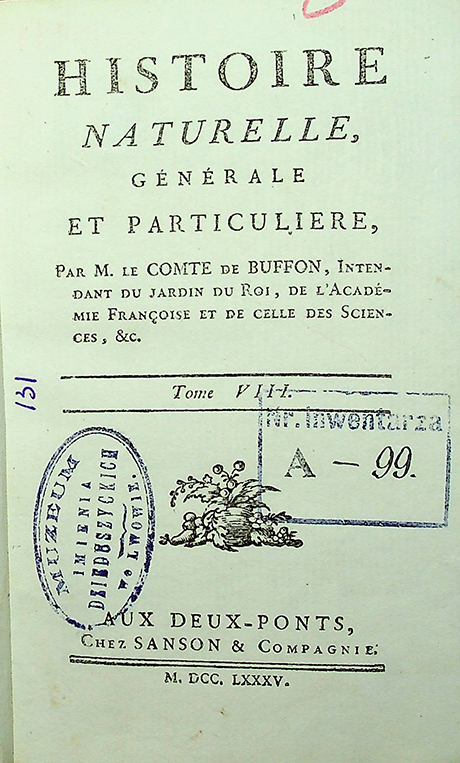 HISTOIRE
NATURELLE,
GÉNÉRALE
ET PARTICULIERE,
PAR M. LE COMTE DE BUFFON, INTEN-
DANT DU JARDIN DU ROI, DE L'ACADÉ-
MIE FRANÇOISE ET DE CELLE DES SCIEN-
CES, &c.
131
Tome VIII.
Nr. Inwentarza
A – 99.
MUZEUM
IMIENIA
DZIEDUSZYCKICH
We LWOWIE.
AUX DEUX-PONTS,
CHEZ SANSON & COMPAGNIE.
M. DCC. LXXXV.